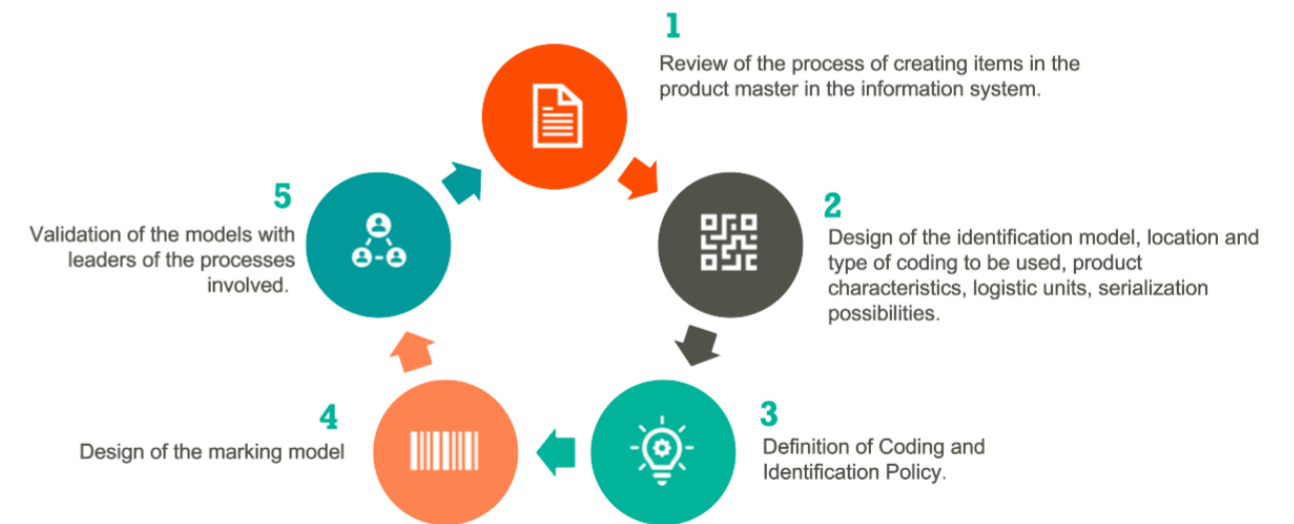 1
Review of the process of creating items in the
product master in the information system.
2
Design of the identification model, location and
type of coding to be used, product
characteristics, logistic units, serialization
possibilities.
3
Definition of Coding and
Identification Policy.
4
Design of the marking model
5
Validation of the models with
leaders of the processes
involved.